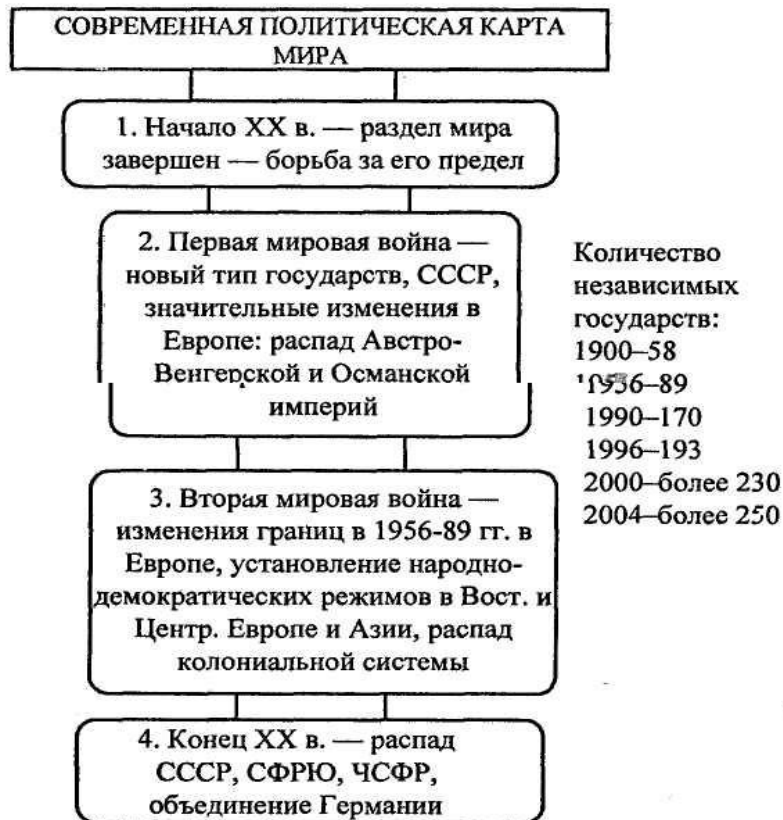 СОВРЕМЕННАЯ ПОЛИТИЧЕСКАЯ КАРТА
МИРА
1. Начало XX в. — раздел мира
завершен — борьба за его предел
2. Первая мировая война —
новый тип государств, СССР,
значительные изменения в
Европе: распад Австро-
Венгерской и Османской
империй
3. Вторая мировая война —
изменения границ в 1956-89 гг. в
Европе, установление народно-
демократических режимов в Вост. и
Центр. Европе и Азии, распад
колониальной системы
4. Конец XX в. — распад
СССР, СФРЮ, ЧСФР,
объединение Германии
Количество
независимых
государств:
1900–58
1956–89
1990–170
1996–193
2000–более 230
2004–более 250